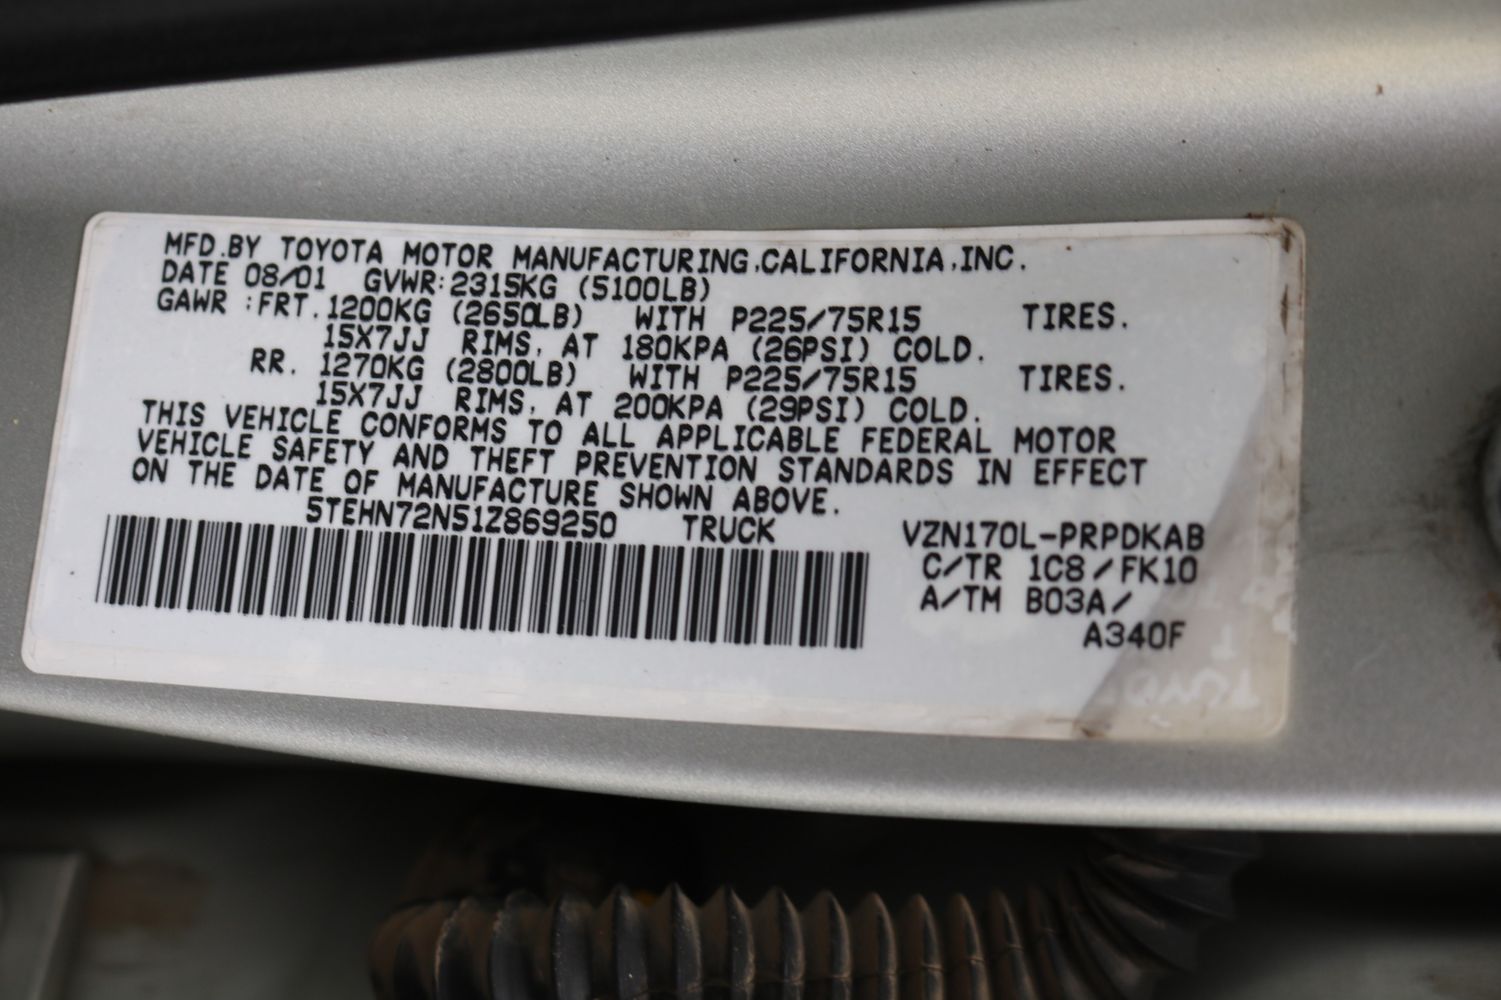 MFD.BY TOYOTA MOTOR MANUFACTURING,CALIFORNIA,INC.
DATE 08/01 GVWR:2315KG (5100LB)
GAWR :FRT.1200KG (2650LB) WITH P225/75R15 TIRES.
15X7JJ RIMS, AT 180KPA (26PSI) COLD.
RR. 1270KG (2800LB) WITH P225/75R15 TIRES.
15X7JJ RIMS, AT 200KPA (29PSI) COLD.
THIS VEHICLE CONFORMS TO ALL APPLICABLE FEDERAL MOTOR
VEHICLE SAFETY AND THEFT PREVENTION STANDARDS IN EFFECT
ON THE DATE OF MANUFACTURE SHOWN ABOVE.
5TEHN72N51Z869250 TRUCK VZN170L-PRPDKAB
C/TR 1C8/FK10
A/TM B03A/
A340F